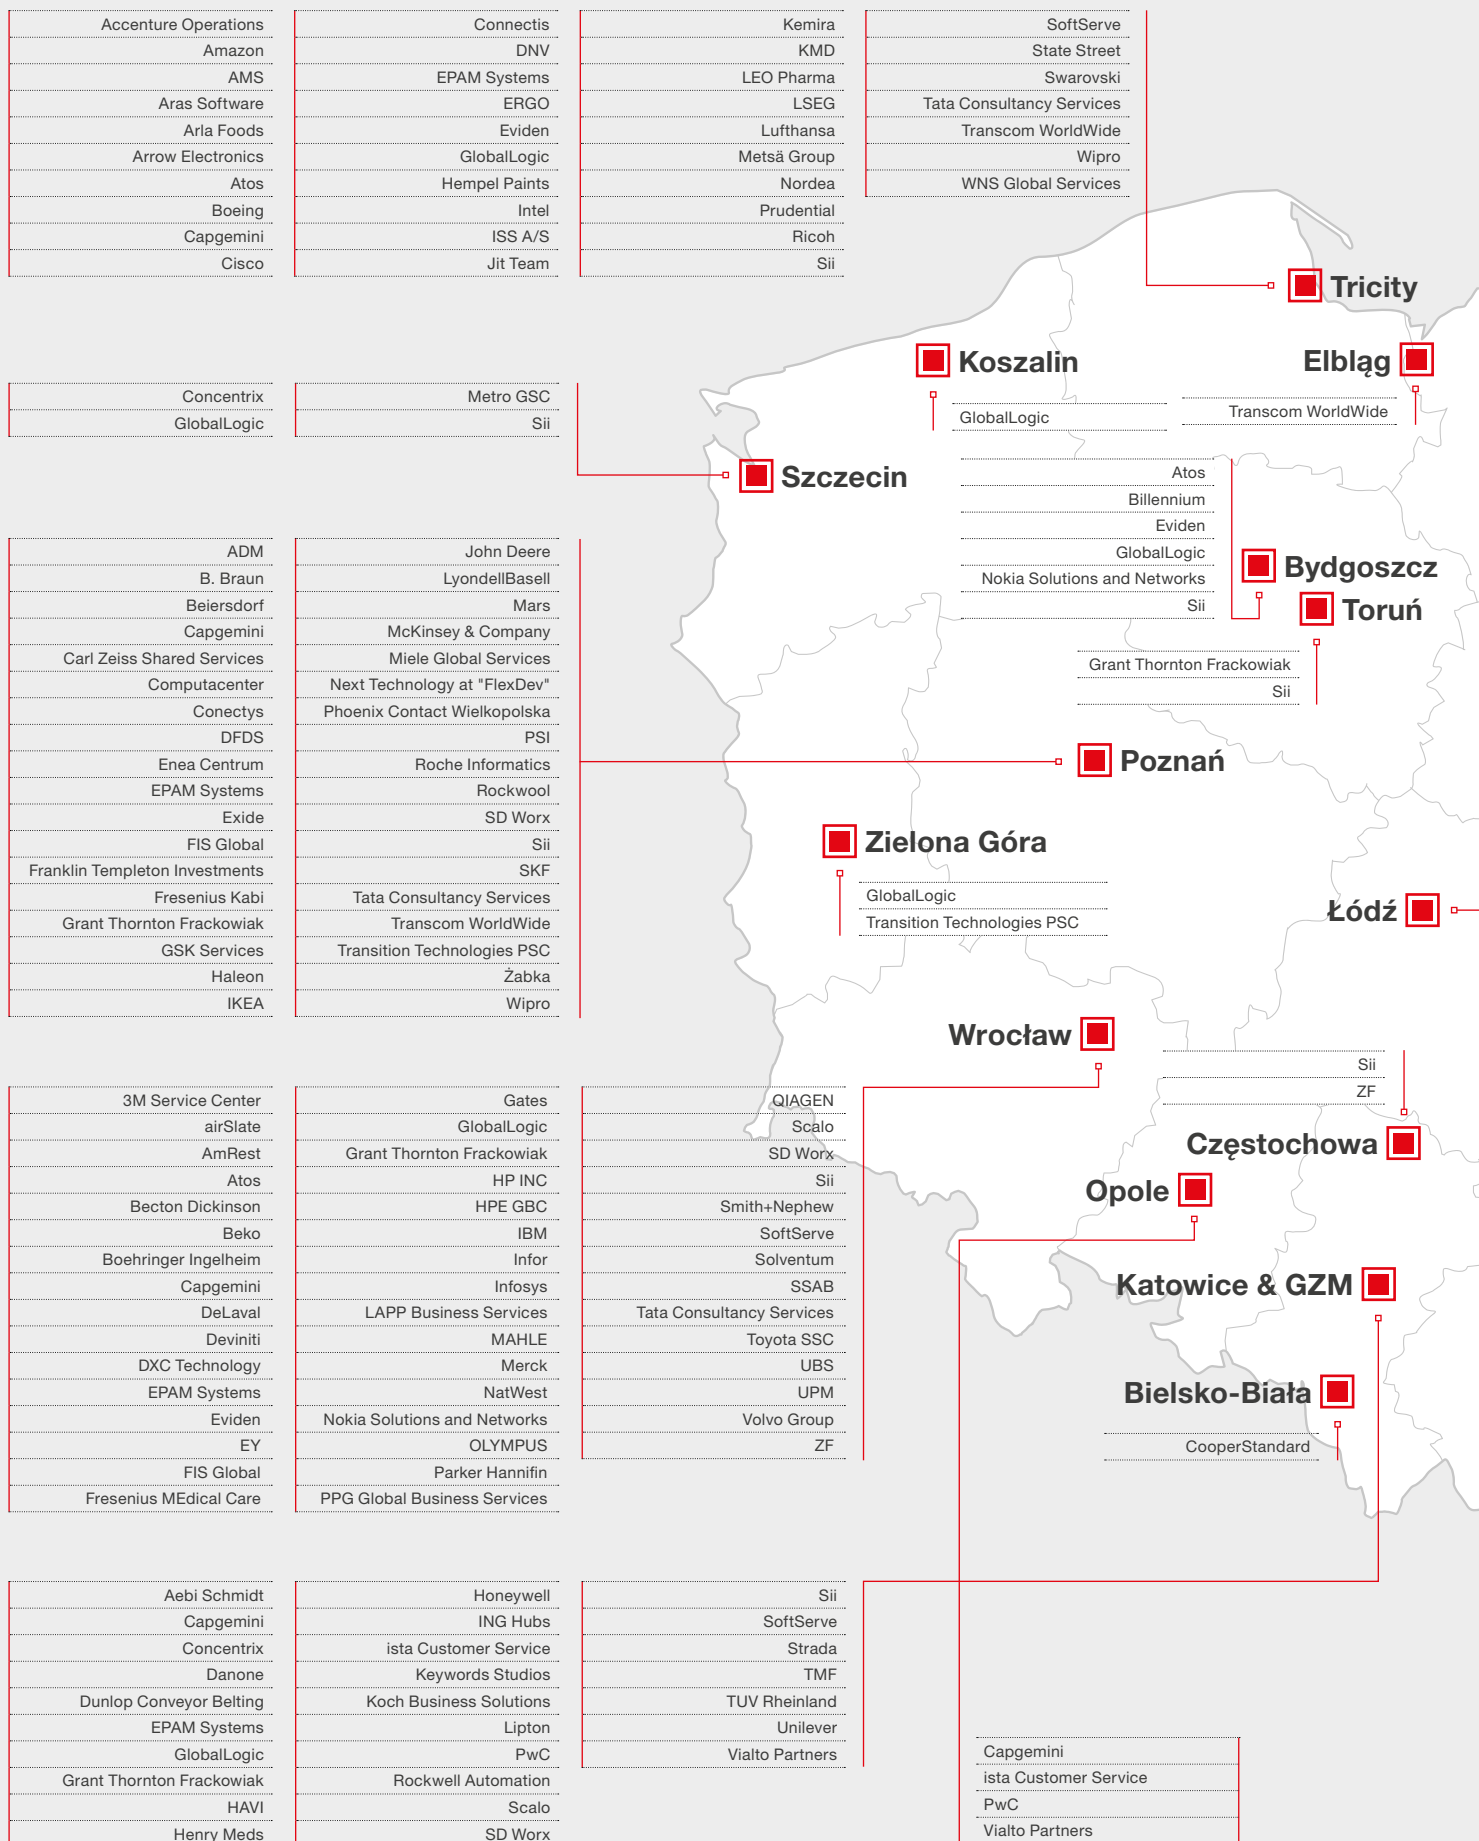 Accenture Operations
Amazon
AMS
Aras Software
Arla Foods
Arrow Electronics
Atos
Boeing
Capgemini
Cisco
Connectis
DNV
EPAM Systems
ERGO
Eviden
GlobalLogic
Hempel Paints
Intel
ISS A/S
Jit Team
Kemira
KMD
LEO Pharma
LSEG
Lufthansa
Metsä Group
Nordea
Prudential
Ricoh
Sii
SoftServe
State Street
Swarovski
Tata Consultancy Services
Transcom WorldWide
Wipro
WNS Global Services
Tricity
Koszalin
GlobalLogic
Elbląg
Transcom WorldWide
Concentrix
GlobalLogic
Metro GSC
Sii
Szczecin
Atos
Billennium
Eviden
GlobalLogic
Nokia Solutions and Networks
Sii
Bydgoszcz
Toruń
Grant Thornton Frackowiak
Sii
ADM
B. Braun
Beiersdorf
Capgemini
Carl Zeiss Shared Services
Computacenter
Conectys
DFDS
Enea Centrum
EPAM Systems
Exide
FIS Global
Franklin Templeton Investments
Fresenius Kabi
Grant Thornton Frackowiak
GSK Services
Haleon
IKEA
John Deere
LyondellBasell
Mars
McKinsey & Company
Miele Global Services
Next Technology at "FlexDev"
Phoenix Contact Wielkopolska
PSI
Roche Informatics
Rockwool
SD Worx
Sii
SKF
Tata Consultancy Services
Transcom WorldWide
Transition Technologies PSC
Żabka
Wipro
Poznań
Zielona Góra
GlobalLogic
Transition Technologies PSC
Łódź
Wrocław
Sii
ZF
Częstochowa
Opole
Katowice & GZM
Bielsko-Biała
CooperStandard
3M Service Center
airSlate
AmRest
Atos
Becton Dickinson
Beko
Boehringer Ingelheim
Capgemini
DeLaval
Deviniti
DXC Technology
EPAM Systems
Eviden
EY
FIS Global
Fresenius MEdical Care
Gates
GlobalLogic
Grant Thornton Frackowiak
HP INC
HPE GBC
IBM
Infor
Infosys
LAPP Business Services
MAHLE
Merck
NatWest
Nokia Solutions and Networks
OLYMPUS
Parker Hannifin
PPG Global Business Services
QIAGEN
Scalo
SD Worx
Sii
Smith+Nephew
SoftServe
Solventum
SSAB
Tata Consultancy Services
Toyota SSC
UBS
UPM
Volvo Group
ZF
Aebi Schmidt
Capgemini
Concentrix
Danone
Dunlop Conveyor Belting
EPAM Systems
GlobalLogic
Grant Thornton Frackowiak
HAVI
Henry Meds
Honeywell
ING Hubs
ista Customer Service
Keywords Studios
Koch Business Solutions
Lipton
PwC
Rockwell Automation
Scalo
SD Worx
Sii
SoftServe
Strada
TMF
TUV Rheinland
Unilever
Vialto Partners
Capgemini
ista Customer Service
PwC
Vialto Partners